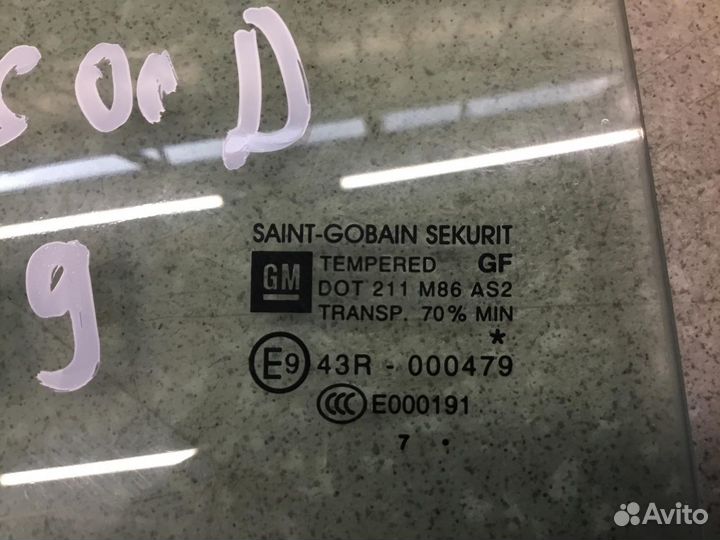 SAINT-GOBAIN SEKURIT
GM TEMPERED GF
DOT 211 M86 AS2
TRANSP. 70% MIN
*
E9 43R - 000479
CCC E000191
7 •
Avito